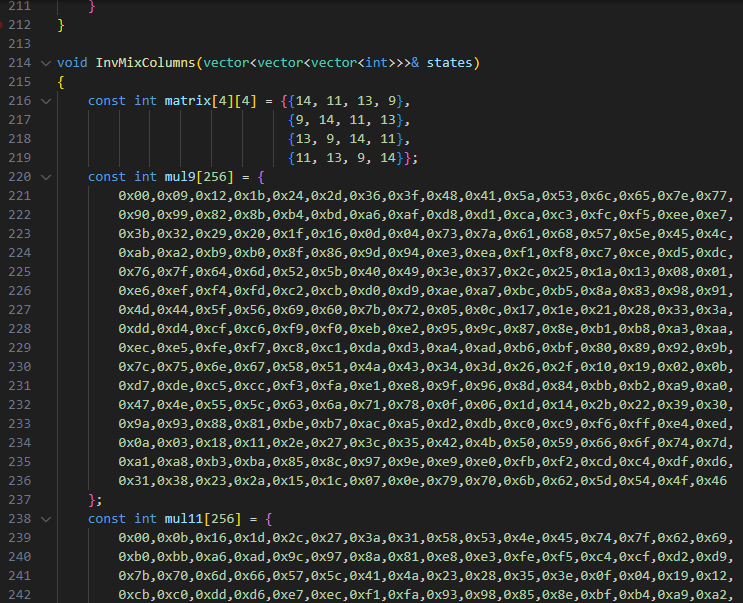 211 }
212 }
213
214 void InvMixColumns(vector<vector<vector<int>>>& states)
215 {
216 const int matrix[4][4] = {{14, 11, 13, 9},
217 {9, 14, 11, 13},
218 {13, 9, 14, 11},
219 {11, 13, 9, 14}};
220 const int mul9[256] = {
221 0x00,0x09,0x12,0x1b,0x24,0x2d,0x36,0x3f,0x48,0x41,0x5a,0x53,0x6c,0x65,0x7e,0x77,
222 0x90,0x99,0x82,0x8b,0xb4,0xbd,0xa6,0xaf,0xd8,0xd1,0xca,0xc3,0xfc,0xf5,0xee,0xe7,
223 0x3b,0x32,0x29,0x20,0x1f,0x16,0x0d,0x04,0x73,0x7a,0x61,0x68,0x57,0x5e,0x45,0x4c,
224 0xab,0xa2,0xb9,0xb0,0x8f,0x86,0x9d,0x94,0xe3,0xea,0xf1,0xf8,0xc7,0xce,0xd5,0xdc,
225 0x76,0x7f,0x64,0x6d,0x52,0x5b,0x40,0x49,0x3e,0x37,0x2c,0x25,0x1a,0x13,0x08,0x01,
226 0xe6,0xef,0xf4,0xfd,0xc2,0xcb,0xd0,0xd9,0xae,0xa7,0xbc,0xb5,0x8a,0x83,0x98,0x91,
227 0x4d,0x44,0x5f,0x56,0x69,0x60,0x7b,0x72,0x05,0x0c,0x17,0x1e,0x21,0x28,0x33,0x3a,
228 0xdd,0xd4,0xcf,0xc6,0xf9,0xf0,0xeb,0xe2,0x95,0x9c,0x87,0x8e,0xb1,0xb8,0xa3,0xaa,
229 0xec,0xe5,0xfe,0xf7,0xc8,0xc1,0xda,0xd3,0xa4,0xad,0xb6,0xbf,0x80,0x89,0x92,0x9b,
230 0x7c,0x75,0x6e,0x67,0x58,0x51,0x4a,0x43,0x34,0x3d,0x26,0x2f,0x10,0x19,0x02,0x0b,
231 0xd7,0xde,0xc5,0xcc,0xf3,0xfa,0xe1,0xe8,0x9f,0x96,0x8d,0x84,0xbb,0xb2,0xa9,0xa0,
232 0x47,0x4e,0x55,0x5c,0x63,0x6a,0x71,0x78,0x0f,0x06,0x1d,0x14,0x2b,0x22,0x39,0x30,
233 0x9a,0x93,0x88,0x81,0xbe,0xb7,0xac,0xa5,0xd2,0xdb,0xc0,0xc9,0xf6,0xff,0xe4,0xed,
234 0x0a,0x03,0x18,0x11,0x2e,0x27,0x3c,0x35,0x42,0x4b,0x50,0x59,0x66,0x6f,0x74,0x7d,
235 0xa1,0xa8,0xb3,0xba,0x85,0x8c,0x97,0x9e,0xe9,0xe0,0xfb,0xf2,0xcd,0xc4,0xdf,0xd6,
236 0x31,0x38,0x23,0x2a,0x15,0x1c,0x07,0x0e,0x79,0x70,0x6b,0x62,0x5d,0x54,0x4f,0x46
237 };
238 const int mul11[256] = {
239 0x00,0x0b,0x16,0x1d,0x2c,0x27,0x3a,0x31,0x58,0x53,0x4e,0x45,0x74,0x7f,0x62,0x69,
240 0xb0,0xbb,0xa6,0xad,0x9c,0x97,0x8a,0x81,0xe8,0xe3,0xfe,0xf5,0xc4,0xcf,0xd2,0xd9,
241 0x7b,0x70,0x6d,0x66,0x57,0x5c,0x41,0x4a,0x23,0x28,0x35,0x3e,0x0f,0x04,0x19,0x12,
242 0xcb,0xc0,0xdd,0xd6,0xe7,0xec,0xf1,0xfa,0x93,0x98,0x85,0x8e,0xbf,0xb4,0xa9,0xa2,